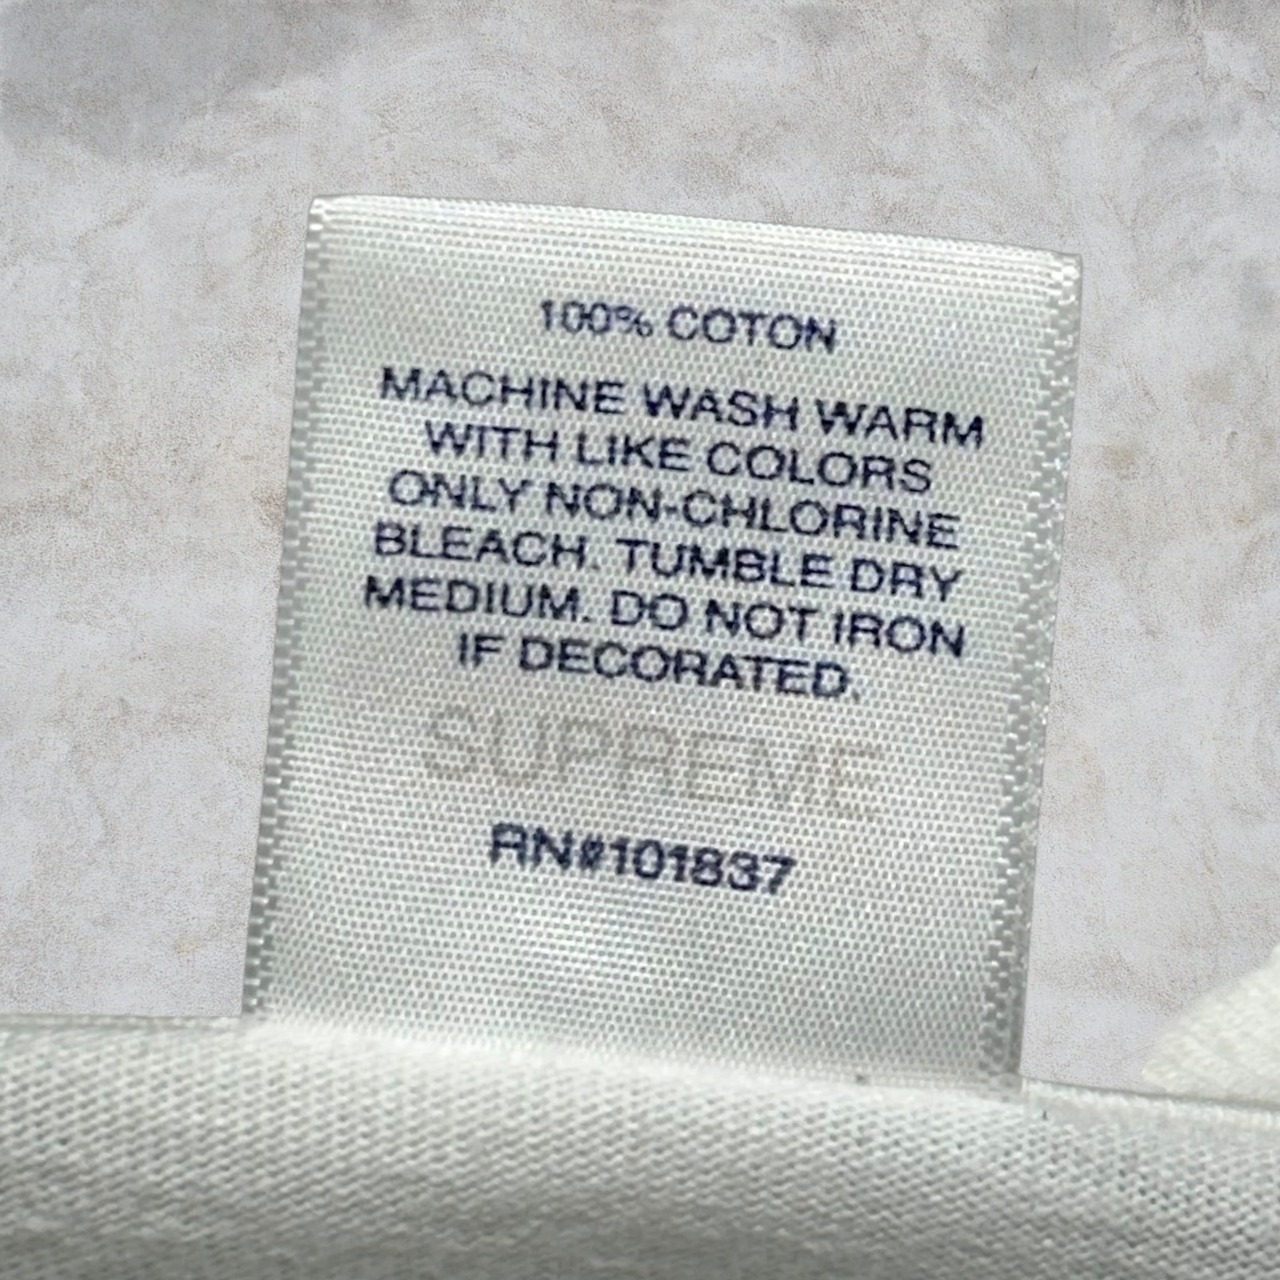 100% COTON
MACHINE WASH WARM
WITH LIKE COLORS
ONLY NON-CHLORINE
BLEACH. TUMBLE DRY
MEDIUM. DO NOT IRON
IF DECORATED.
SUPREME
RN#101837